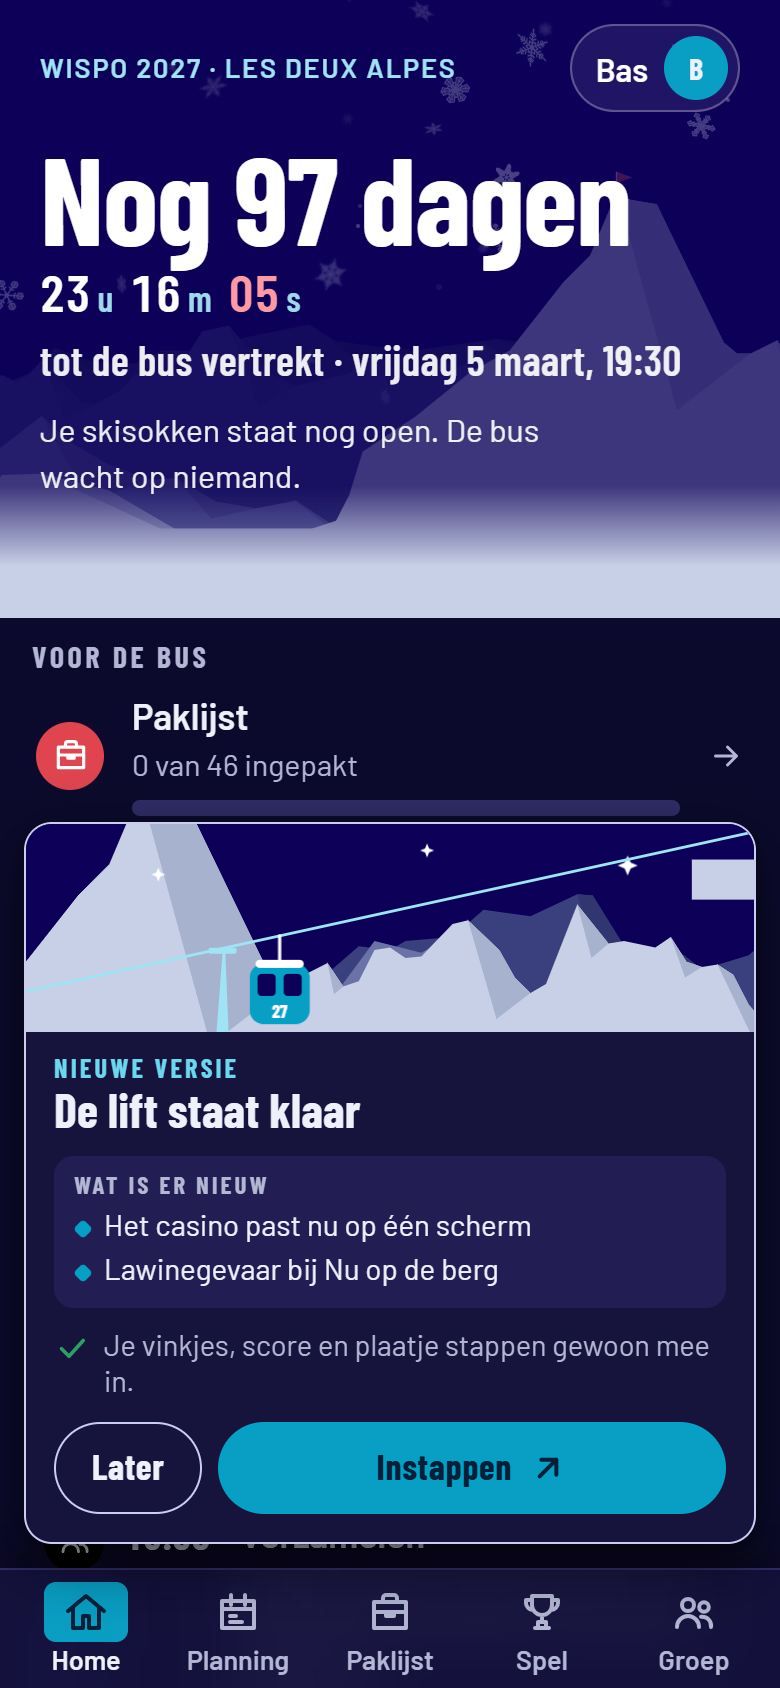 WISPO 2027 · LES DEUX ALPES
Bas
B
Nog 97 dagen
23 u 16 m 05 s
tot de bus vertrekt · vrijdag 5 maart, 19:30
Je skisokken staat nog open. De bus
wacht op niemand.
VOOR DE BUS
Paklijst
0 van 46 ingepakt
27
NIEUWE VERSIE
De lift staat klaar
WAT IS ER NIEUW
Het casino past nu op één scherm
Lawinegevaar bij Nu op de berg
Je vinkjes, score en plaatje stappen gewoon mee
in.
Later
Instappen
Home
Planning
Paklijst
Spel
Groep